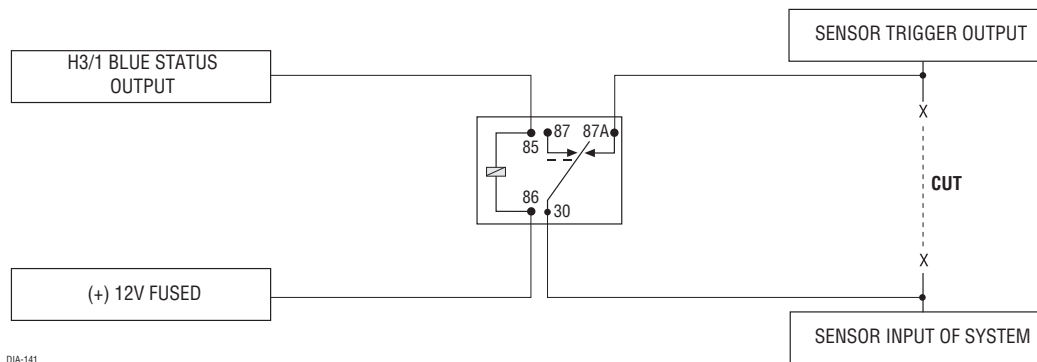 SENSOR TRIGGER OUTPUT
H3/1 BLUE STATUS
OUTPUT
87 87A
85
X
CUT
86
30
X
(+) 12V FUSED
SENSOR INPUT OF SYSTEM
DIA-141